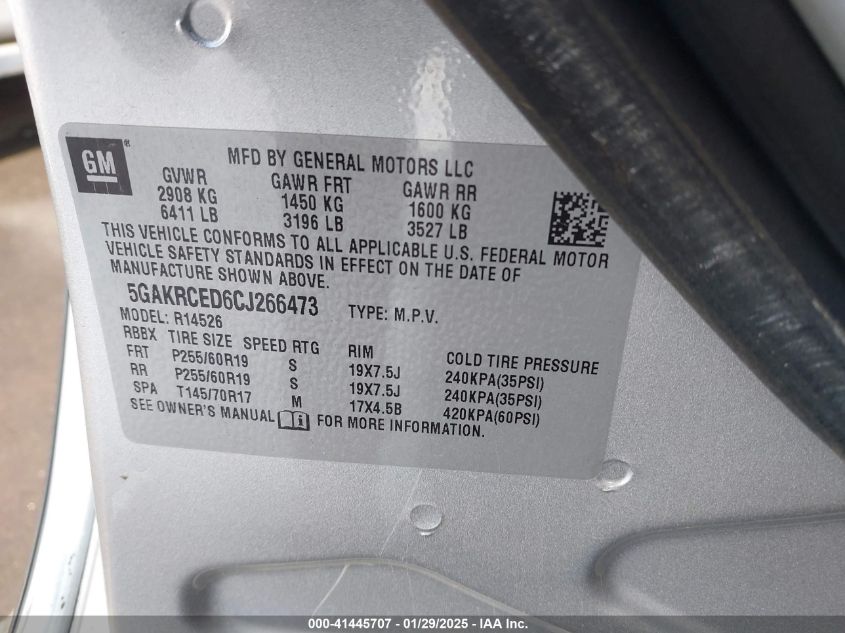 GM®
MFD BY GENERAL MOTORS LLC
GVWR GAWR FRT GAWR RR
2908 KG 1450 KG 1600 KG
6411 LB 3196 LB 3527 LB
THIS VEHICLE CONFORMS TO ALL APPLICABLE U.S. FEDERAL MOTOR
VEHICLE SAFETY STANDARDS IN EFFECT ON THE DATE OF
MANUFACTURE SHOWN ABOVE.
5GAKRCED6CJ266473 TYPE: M.P.V.
MODEL: R14526
RBBX TIRE SIZE SPEED RTG RIM COLD TIRE PRESSURE
FRT P255/60R19 S 19X7.5J 240KPA(35PSI)
RR P255/60R19 S 19X7.5J 240KPA(35PSI)
SPA T145/70R17 M 17X4.5B 420KPA(60PSI)
SEE OWNER'S MANUAL i FOR MORE INFORMATION.
000-41445707 - 01/29/2025 - IAA Inc.